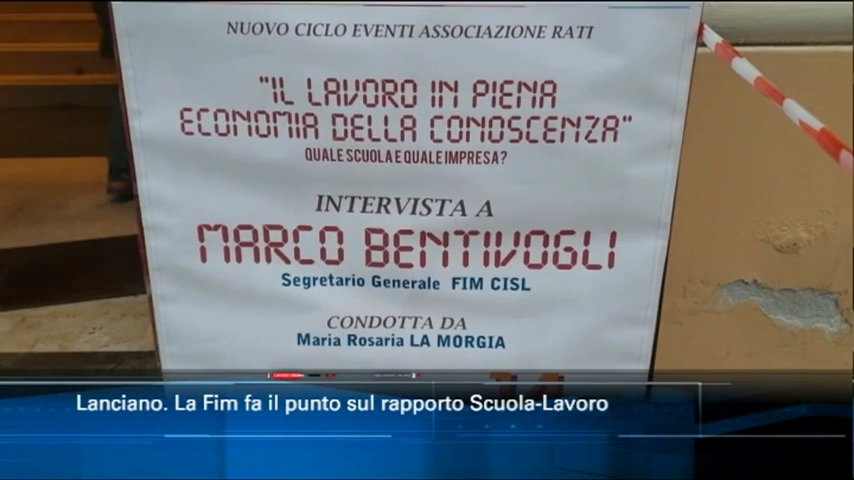 NUOVO CICLO EVENTI ASSOCIAZIONE RATI
"IL LAVORO IN PIENA
ECONOMIA DELLA CONOSCENZA"
QUALE SCUOLA E QUALE IMPRESA?
INTERVISTA A
MARCO BENTIVOGLI
Segretario Generale FIM CISL
CONDOTTA DA
Maria Rosaria LA MORGIA
Lanciano. La Fim fa il punto sul rapporto Scuola-Lavoro